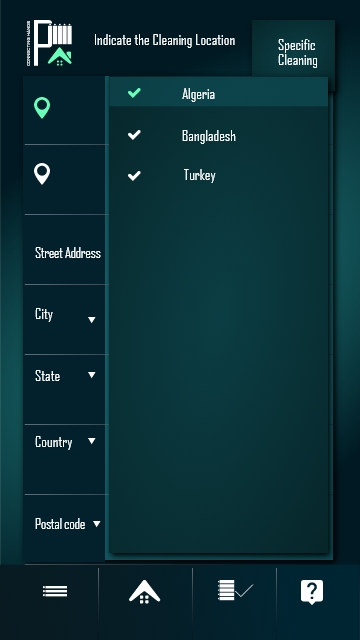 Indicate the Cleaning Location
Specific
Cleaning
Algeria
Bangladesh
Turkey
Street Address
City
State
Country
Postal code